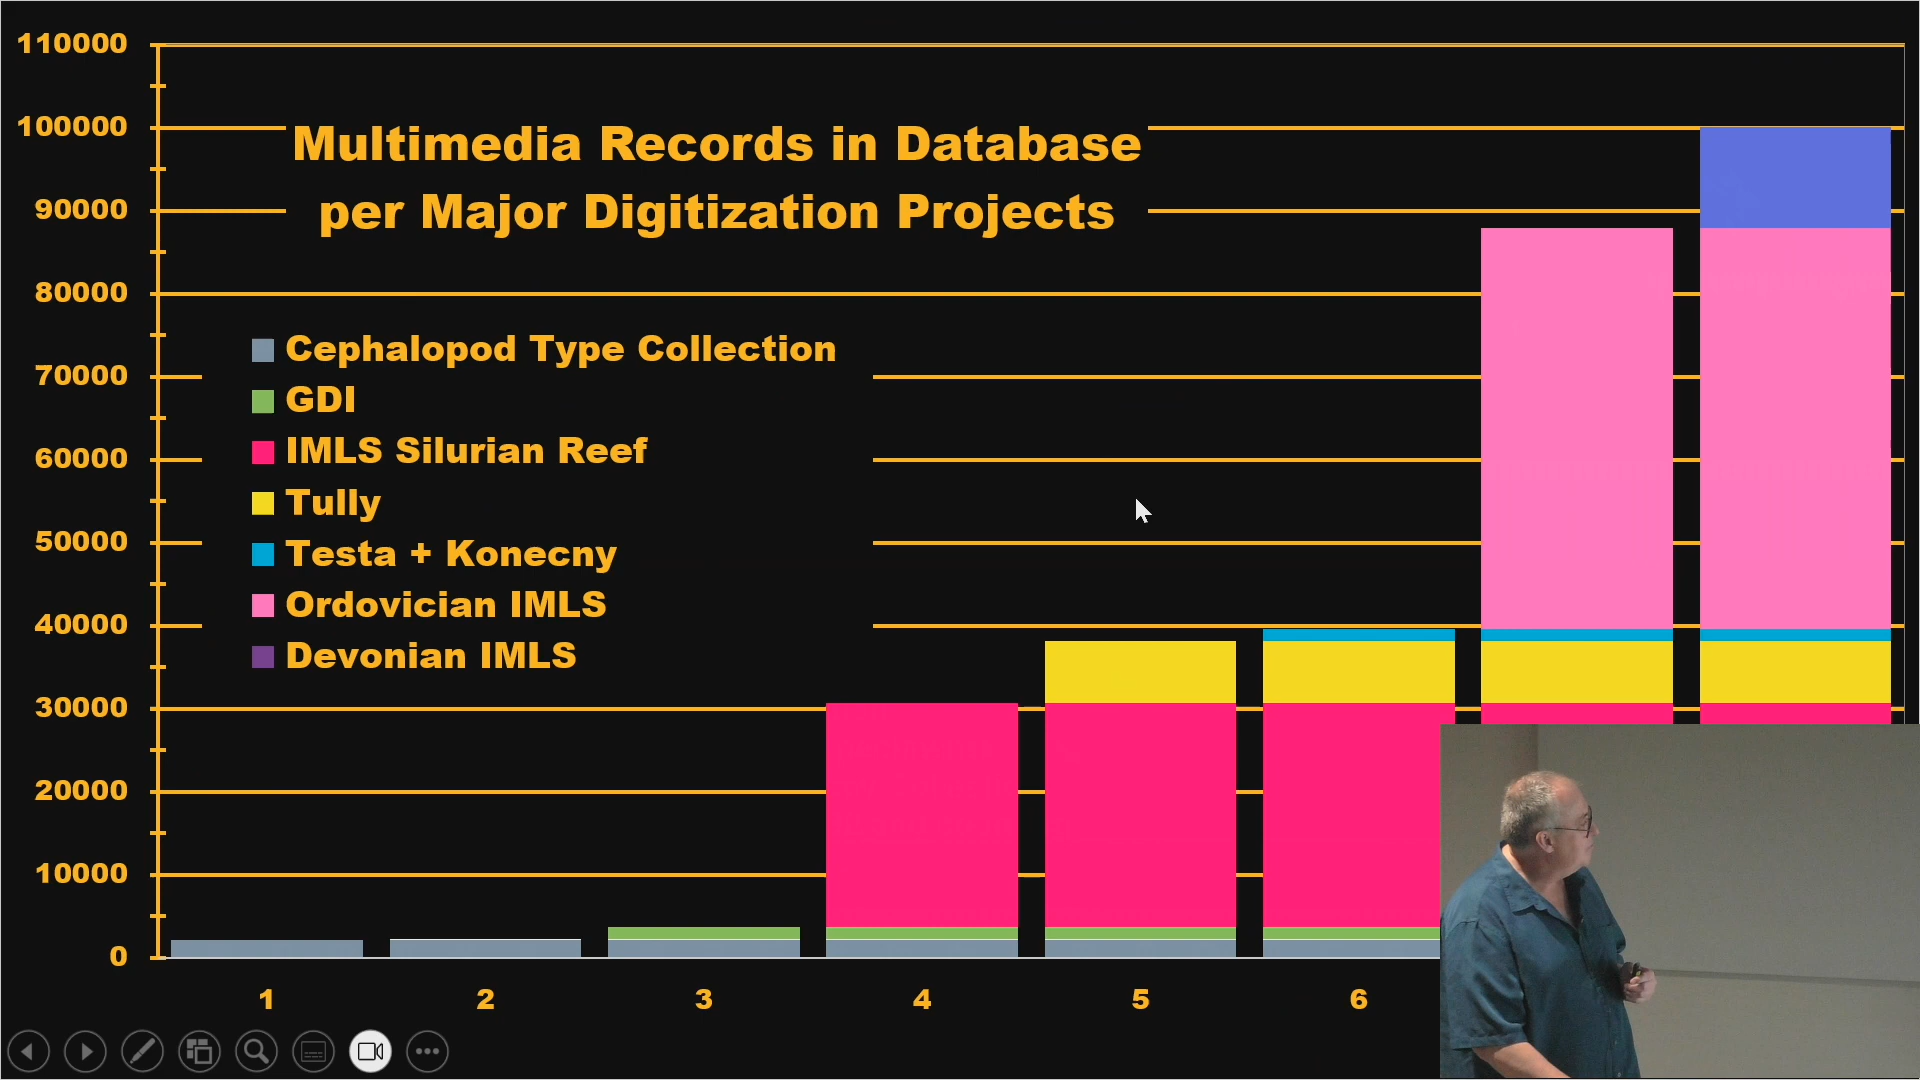 110000
100000
90000
80000
70000
60000
50000
40000
30000
20000
10000
0
Multimedia Records in Database
per Major Digitization Projects
Cephalopod Type Collection
GDI
IMLS Silurian Reef
Tully
Testa + Konecny
Ordovician IMLS
Devonian IMLS
1 2 3 4 5 6